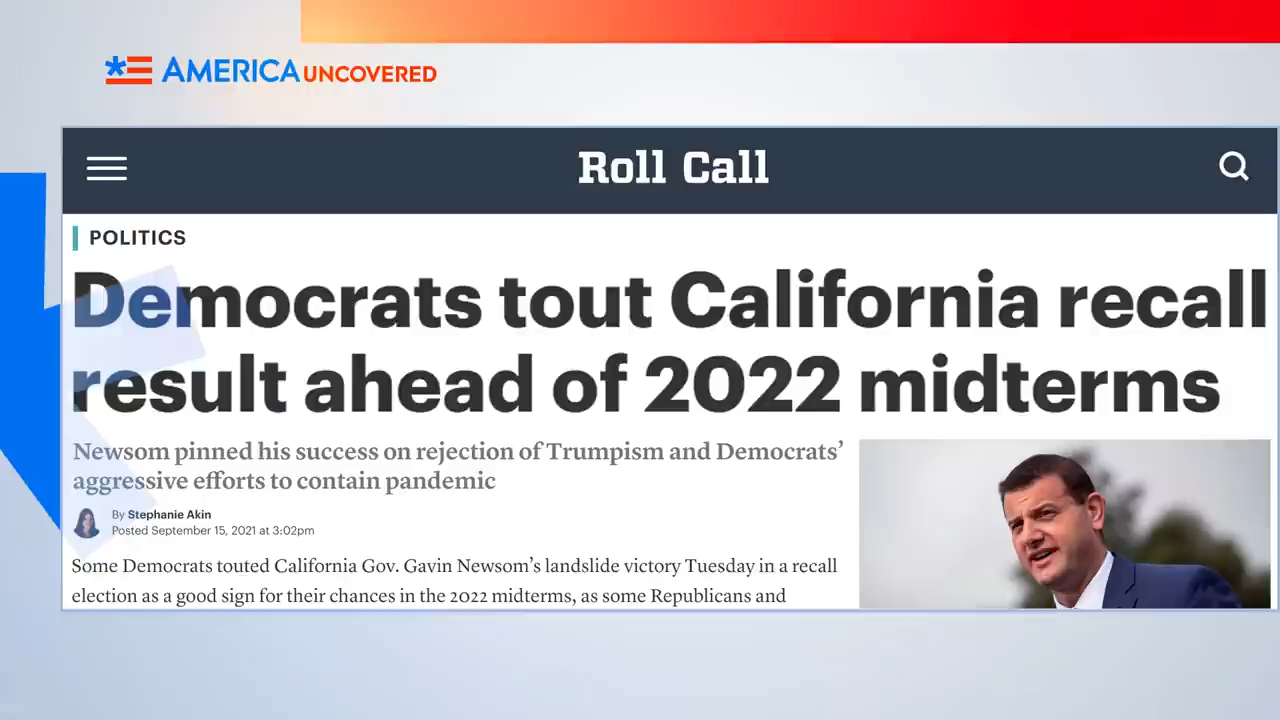 AMERICA UNCOVERED
Roll Call
POLITICS
Democrats tout California recall
result ahead of 2022 midterms
Newsom pinned his success on rejection of Trumpism and Democrats’
aggressive efforts to contain pandemic
By Stephanie Akin
Posted September 15, 2021 at 3:02pm
Some Democrats touted California Gov. Gavin Newsom’s landslide victory Tuesday in a recall
election as a good sign for their chances in the 2022 midterms, as some Republicans and